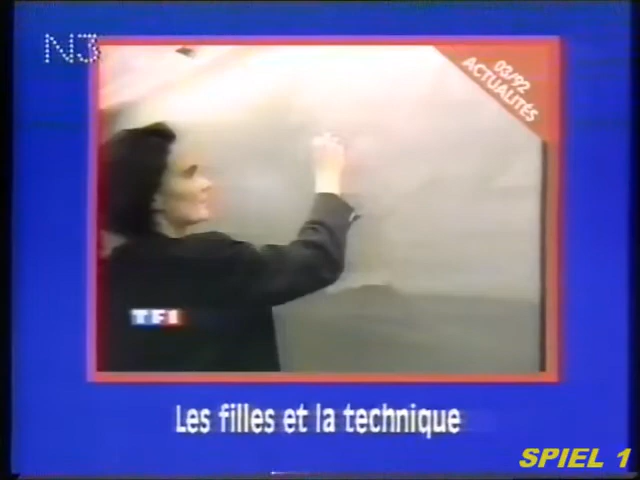 N3
03/92
ACTUALITÉS
TF1
Les filles et la technique
SPIEL 1